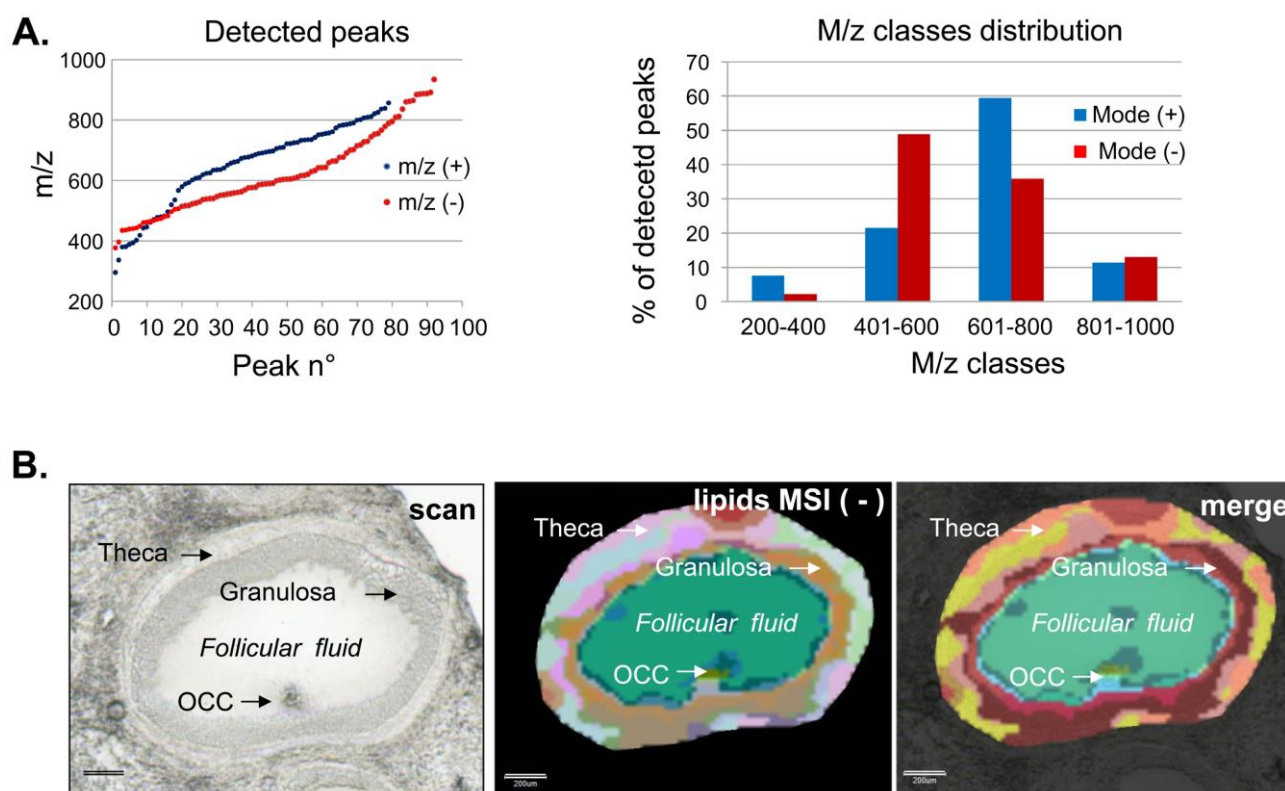 A.
Detected peaks
1000
800
600
400
200
m/z
m/z (+)
m/z (-)
0 10 20 30 40 50 60 70 80 90 100
Peak n°
M/z classes distribution
70
60
50
40
30
20
10
0
% of detecetd peaks
Mode (+)
Mode (-)
200-400 401-600 601-800 801-1000
M/z classes
B.
scan
Theca
Granulosa
Follicular fluid
OCC
lipids MSI ( - )
Theca
Granulosa
Follicular fluid
OCC
200um
merge
Theca
Granulosa
Follicular fluid
OCC
200um